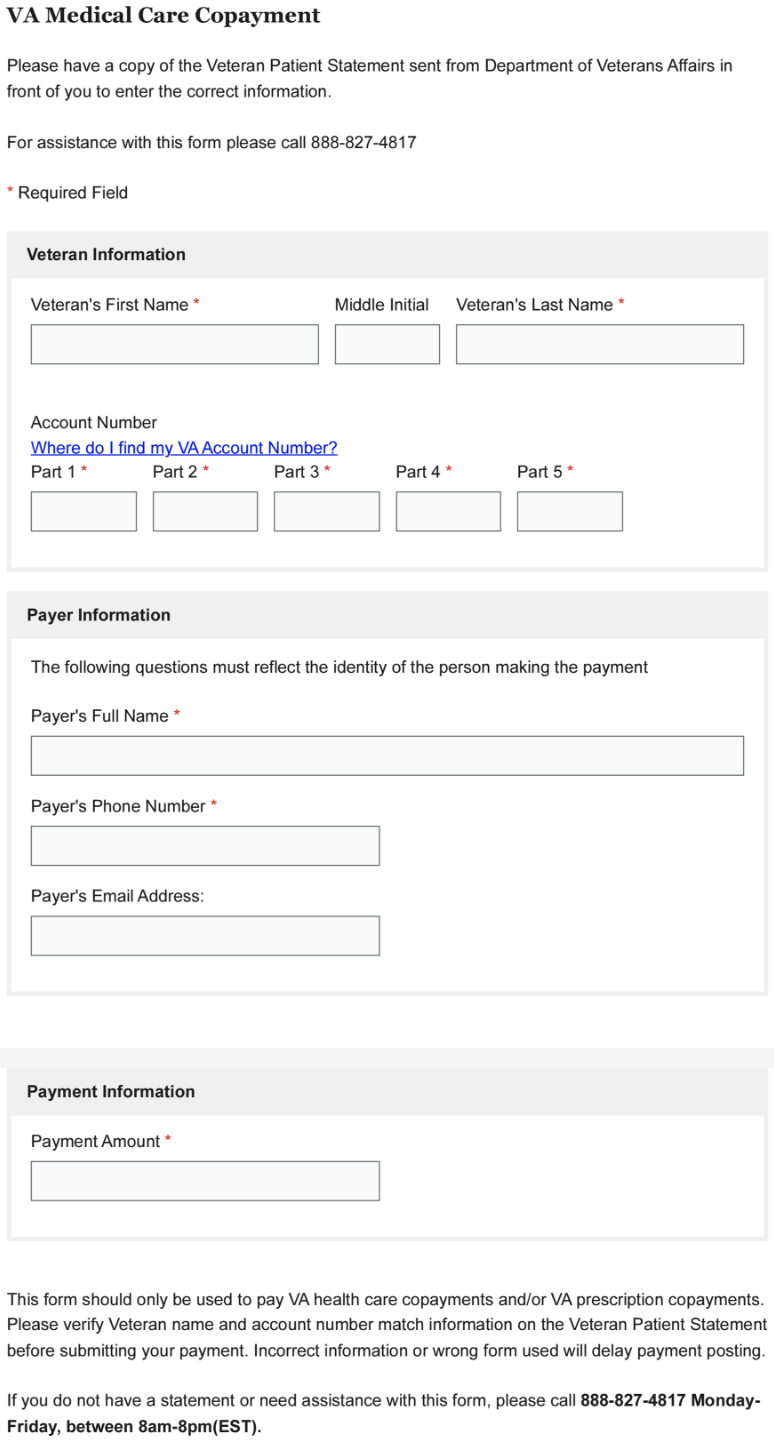 VA Medical Care Copayment
Please have a copy of the Veteran Patient Statement sent from Department of Veterans Affairs in
front of you to enter the correct information.
For assistance with this form please call 888-827-4817
* Required Field
Veteran Information
Veteran's First Name * Middle Initial Veteran's Last Name *
Account Number
Where do I find my VA Account Number?
Part 1 * Part 2 * Part 3 * Part 4 * Part 5 *
Payer Information
The following questions must reflect the identity of the person making the payment
Payer's Full Name *
Payer's Phone Number *
Payer's Email Address:
Payment Information
Payment Amount *
This form should only be used to pay VA health care copayments and/or VA prescription copayments.
Please verify Veteran name and account number match information on the Veteran Patient Statement
before submitting your payment. Incorrect information or wrong form used will delay payment posting.
If you do not have a statement or need assistance with this form, please call 888-827-4817 Monday-
Friday, between 8am-8pm(EST).